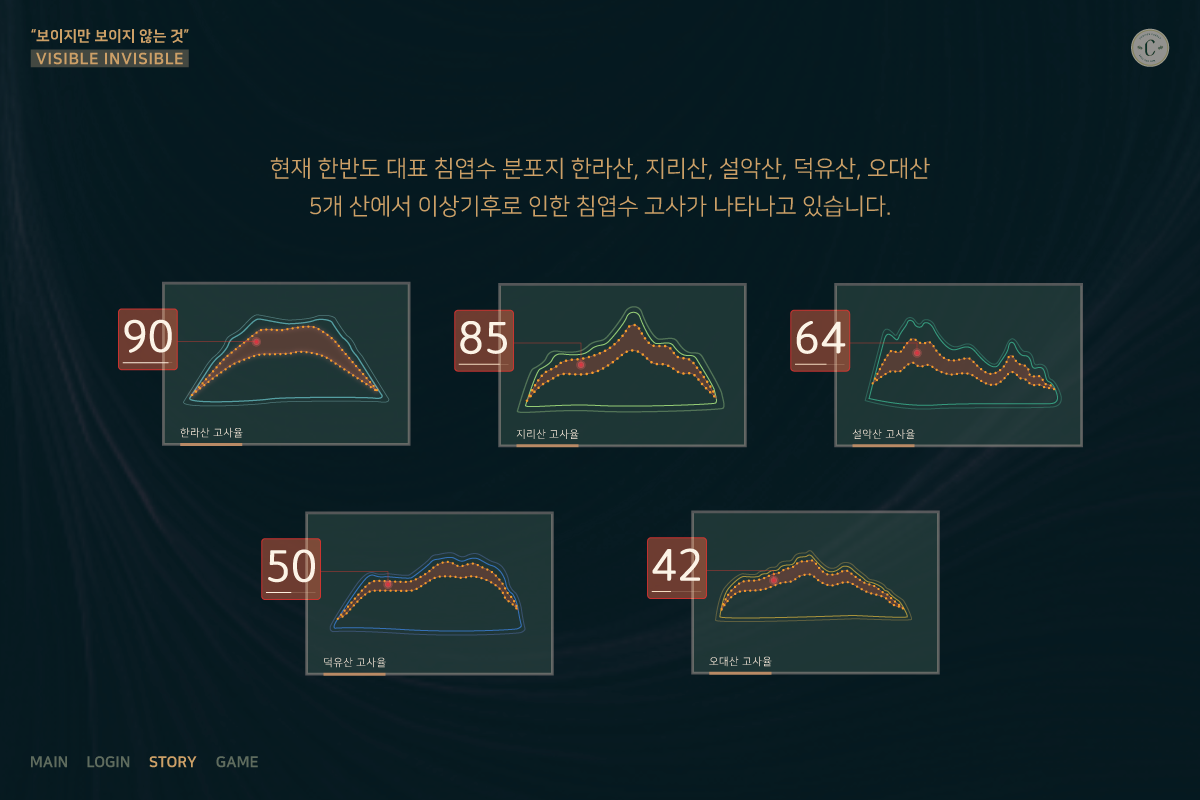 “보이지만 보이지 않는 것”
VISIBLE INVISIBLE
C
현재 한반도 대표 침엽수 분포지 한라산, 지리산, 설악산, 덕유산, 오대산
5개 산에서 이상기후로 인한 침엽수 고사가 나타나고 있습니다.
90
한라산 고사율
85
지리산 고사율
64
설악산 고사율
50
덕유산 고사율
42
오대산 고사율
MAIN LOGIN STORY GAME